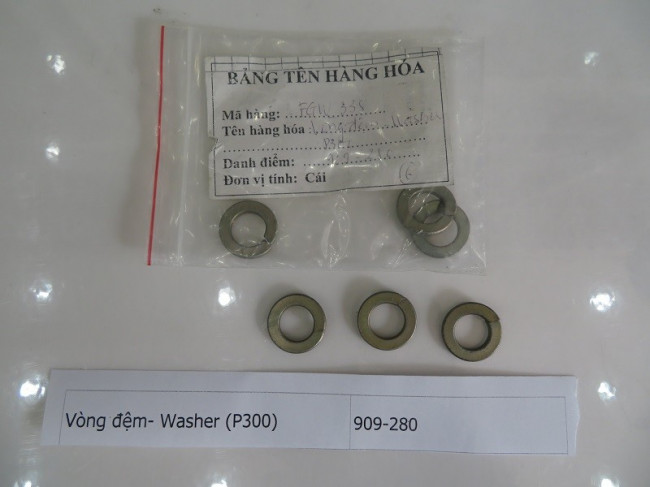 BẢNG TÊN HÀNG HÓA
Mã hàng: 338
Tên hàng hóa :
Danh điểm:
Đơn vị tính: Cái
Vòng đệm- Washer (P300) 909-280